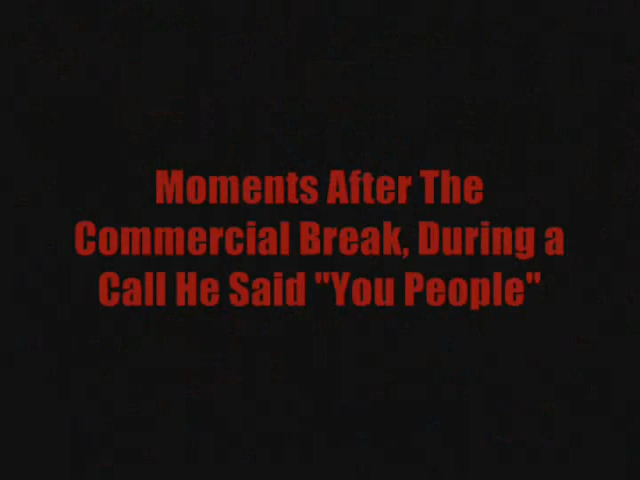 Moments After The
Commercial Break, During a
Call He Said "You People"